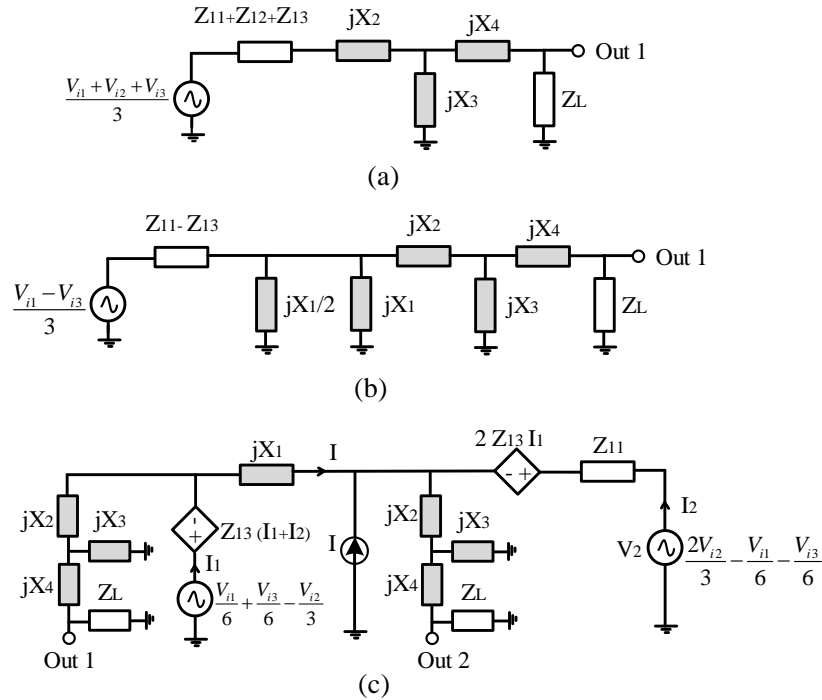 Z11+Z12+Z13
jX2
jX4
Out 1
Vi1+Vi2+Vi3
3
jX3
ZL
(a)
Z11- Z13
jX2
jX4
Out 1
Vi1−Vi3
3
jX1/2
jX1
jX3
ZL
(b)
jX1
I
2 Z13 I1
Z11
jX2
jX3
- +
Z13 (I1+I2)
I
jX2
jX3
I2
jX4
ZL
I1
Vi1/6+Vi3/6−Vi2/3
jX4
ZL
V2
2Vi2/3−Vi1/6−Vi3/6
Out 1
Out 2
(c)